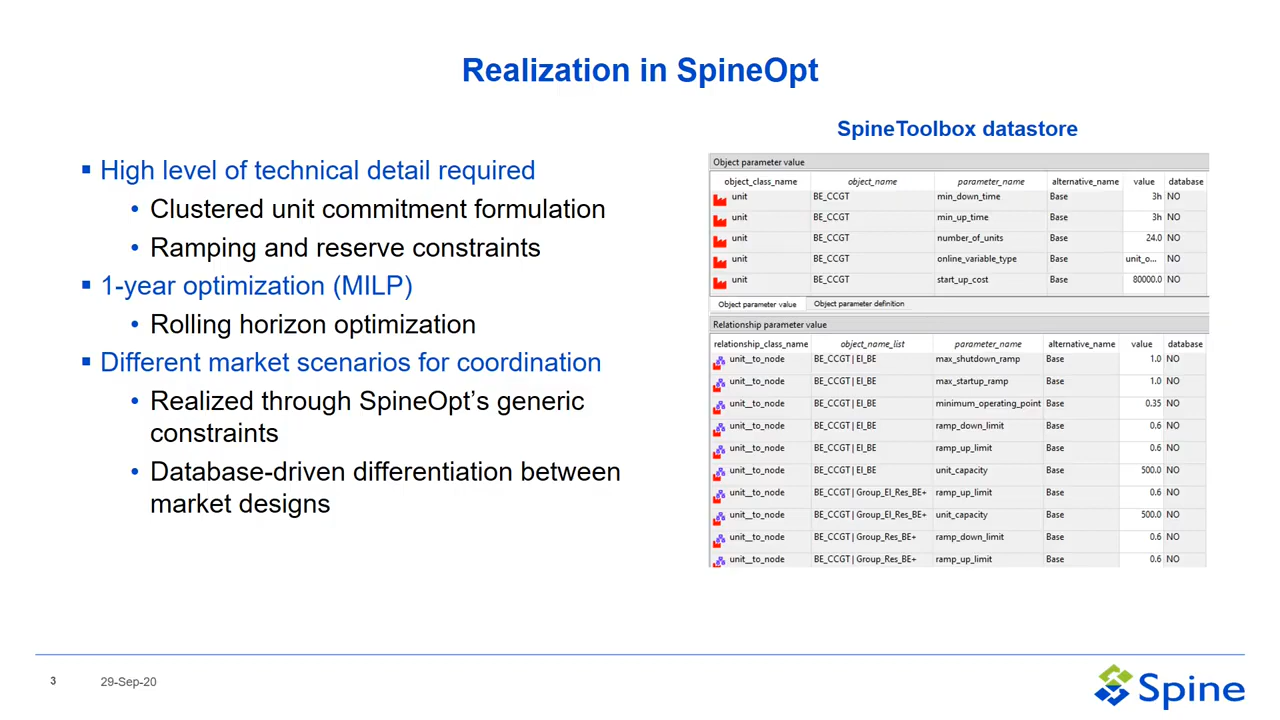 Realization in SpineOpt
High level of technical detail required
Clustered unit commitment formulation
Ramping and reserve constraints
1-year optimization (MILP)
Rolling horizon optimization
Different market scenarios for coordination
Realized through SpineOpt's generic
constraints
Database-driven differentiation between
market designs
SpineToolbox datastore
Object parameter value
object_class_name object_name parameter_name alternative_name value database
unit BE_CCGT min_down_time Base 3h NO
unit BE_CCGT min_up_time Base 3h NO
unit BE_CCGT number_of_units Base 24.0 NO
unit BE_CCGT online_variable_type Base unit_o... NO
unit BE_CCGT start_up_cost Base 80000.0 NO
Object parameter value Object parameter definition
Relationship parameter value
relationship_class_name object_name_list parameter_name alternative_name value database
unit__to_node BE_CCGT | El_BE max_shutdown_ramp Base 1.0 NO
unit__to_node BE_CCGT | El_BE max_startup_ramp Base 1.0 NO
unit__to_node BE_CCGT | El_BE minimum_operating_point Base 0.35 NO
unit__to_node BE_CCGT | El_BE ramp_down_limit Base 0.6 NO
unit__to_node BE_CCGT | El_BE ramp_up_limit Base 0.6 NO
unit__to_node BE_CCGT | El_BE unit_capacity Base 500.0 NO
unit__to_node BE_CCGT | Group_El_Res_BE+ ramp_up_limit Base 0.6 NO
unit__to_node BE_CCGT | Group_El_Res_BE+ unit_capacity Base 500.0 NO
unit__to_node BE_CCGT | Group_Res_BE+ ramp_down_limit Base 0.6 NO
unit__to_node BE_CCGT | Group_Res_BE+ ramp_up_limit Base 0.6 NO
3 29-Sep-20
Spine